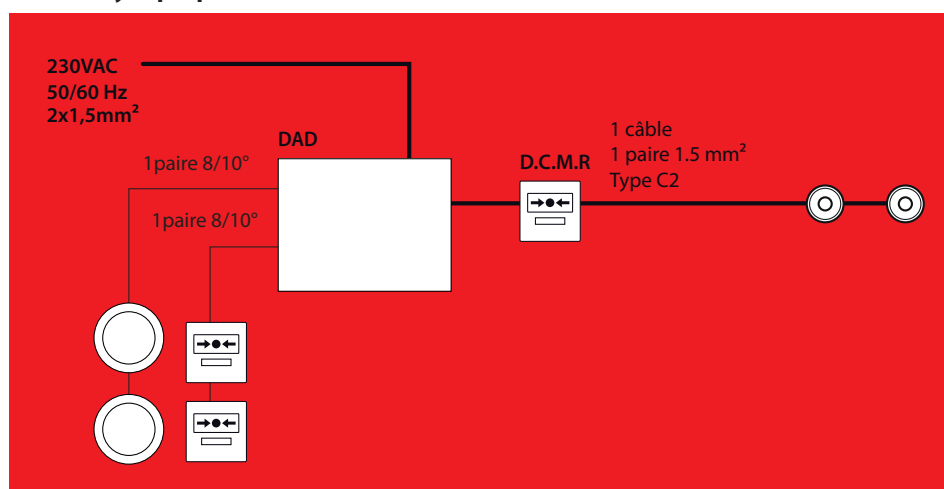 230VAC
50/60 Hz
2x1,5mm²
DAD
1paire 8/10°
1paire 8/10°
D.C.M.R
1 câble
1 paire 1.5 mm²
Type C2